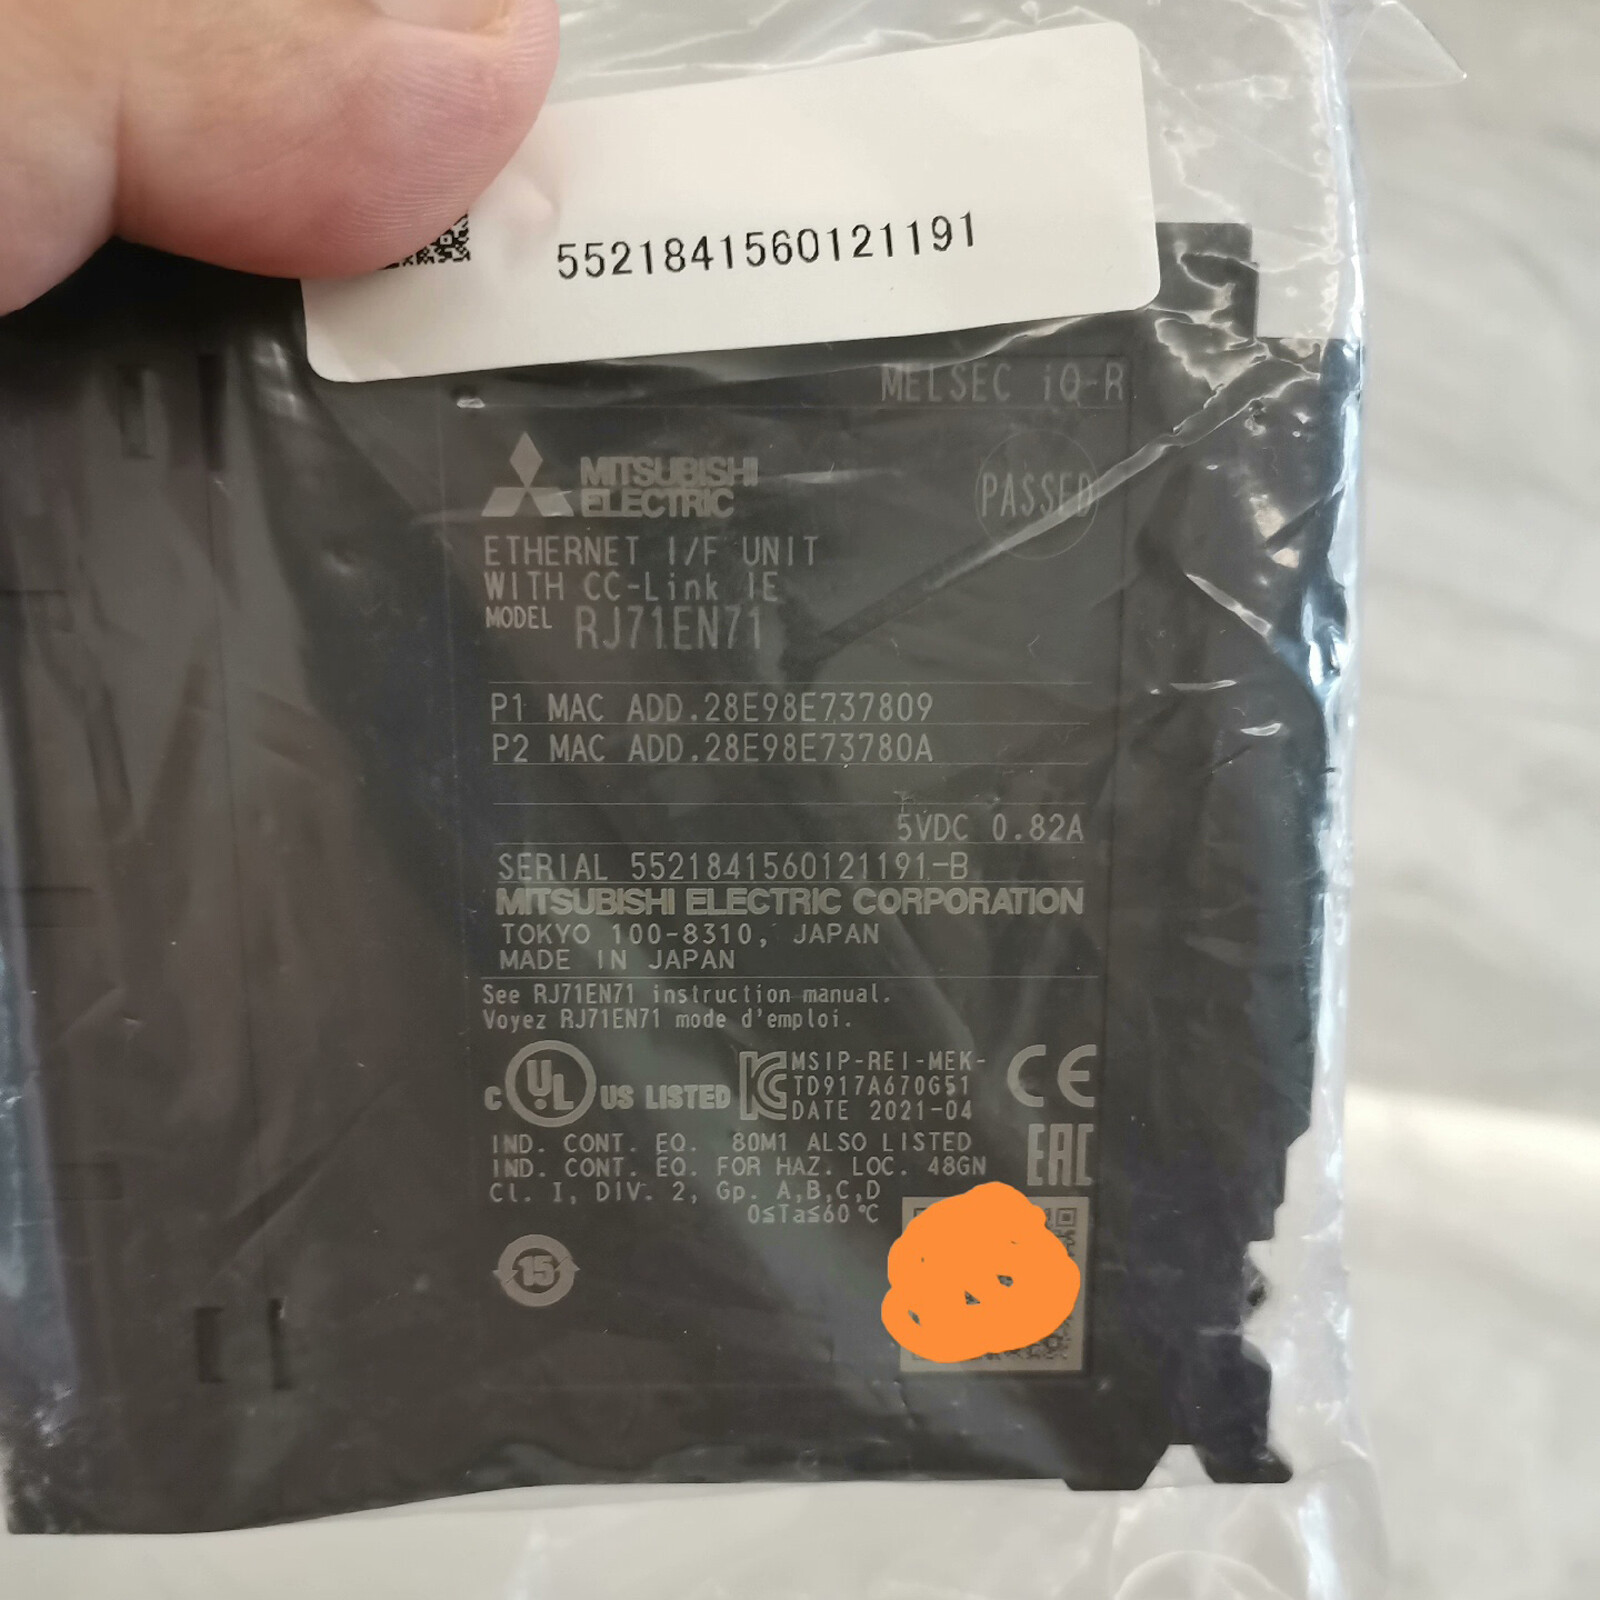 5521841560121191
MELSEC iQ-R
MITSUBISHI
ELECTRIC
PASSED
ETHERNET I/F UNIT
WITH CC-Link IE
MODEL RJ71EN71
P1 MAC ADD.28E98E737809
P2 MAC ADD.28E98E73780A
5VDC 0.82A
SERIAL 5521841560121191-B
MITSUBISHI ELECTRIC CORPORATION
TOKYO 100-8310, JAPAN
MADE IN JAPAN
See RJ71EN71 instruction manual.
Voyez RJ71EN71 mode d'emploi.
C UL US LISTED
MSIP-REI-MEK-
TD917A670G51
DATE 2021-04
CE
EAC
IND. CONT. EQ. 80M1 ALSO LISTED
IND. CONT. EQ. FOR HAZ. LOC. 48GN
Cl. I, DIV. 2, Gp. A,B,C,D
0≤Ta≤60℃
15